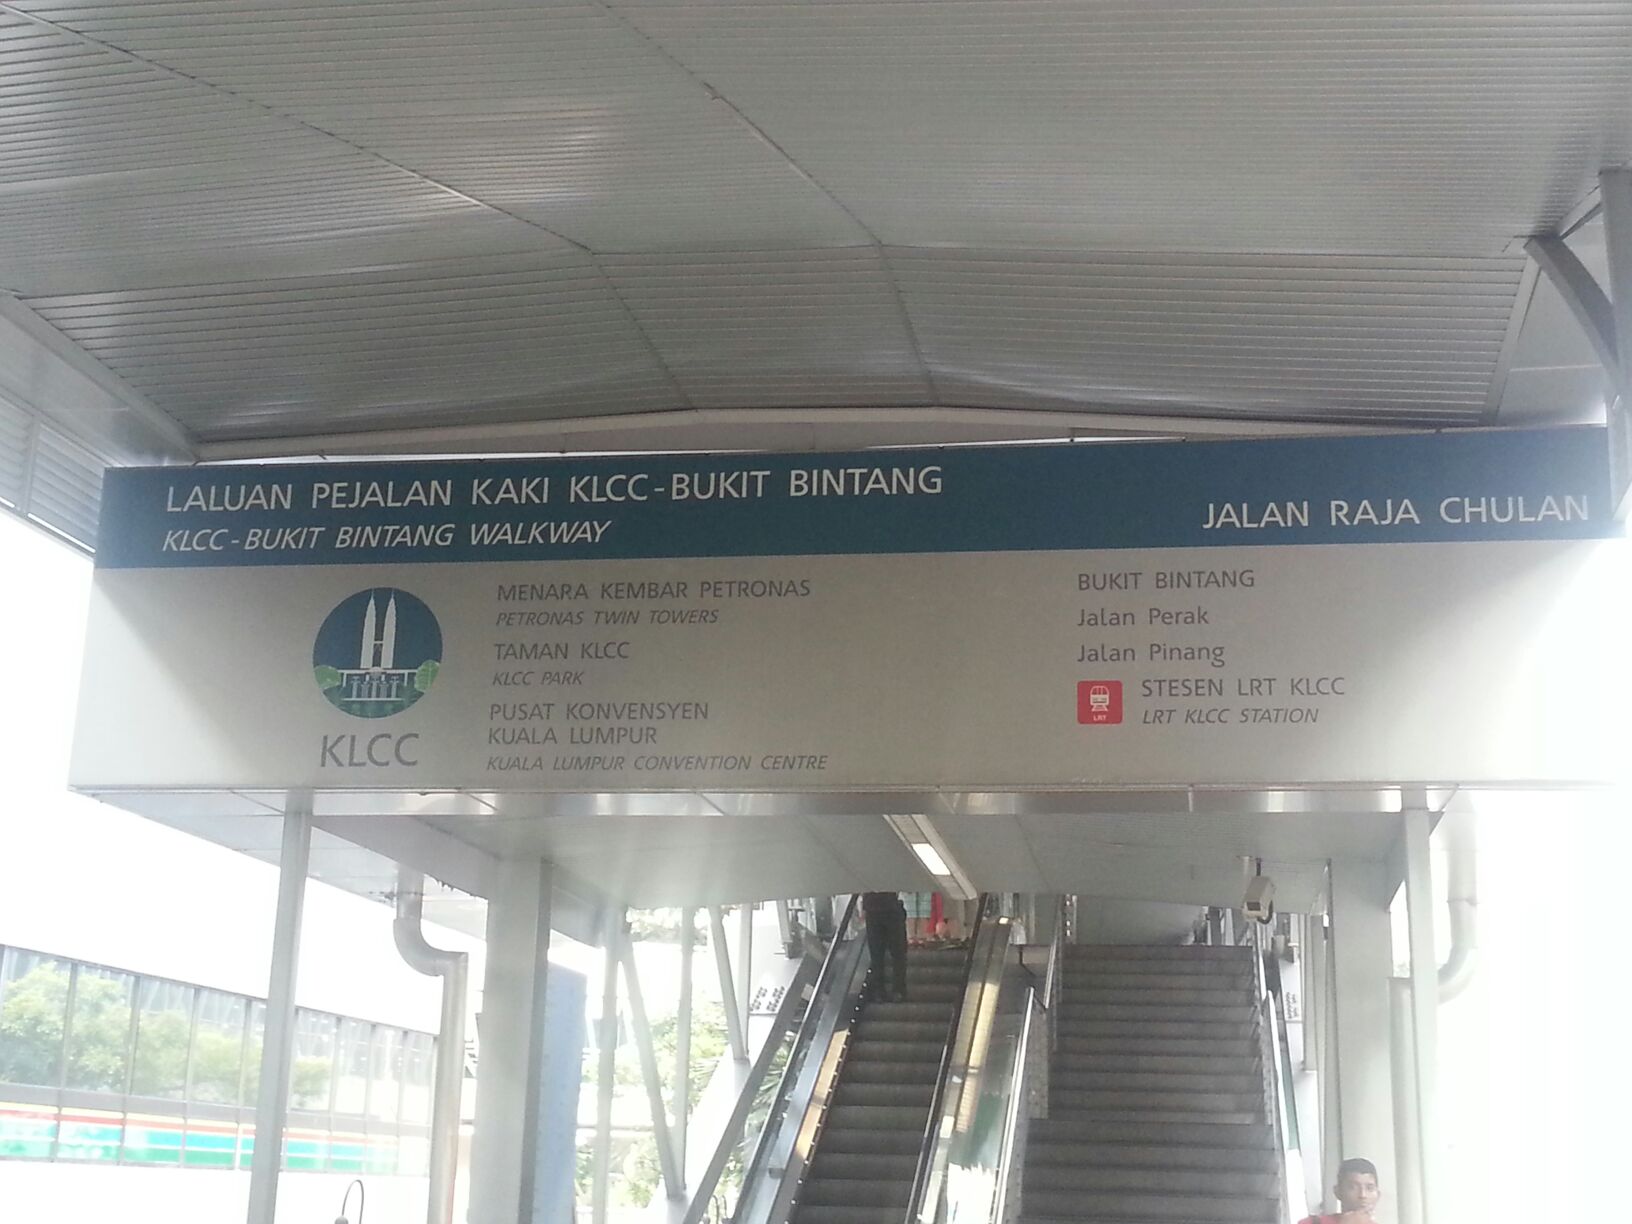 LALUAN PEJALAN KAKI KLCC-BUKIT BINTANG
KLCC-BUKIT BINTANG WALKWAY
JALAN RAJA CHULAN
KLCC
MENARA KEMBAR PETRONAS
PETRONAS TWIN TOWERS
TAMAN KLCC
KLCC PARK
PUSAT KONVENSYEN
KUALA LUMPUR
KUALA LUMPUR CONVENTION CENTRE
BUKIT BINTANG
Jalan Perak
Jalan Pinang
LRT
STESEN LRT KLCC
LRT KLCC STATION